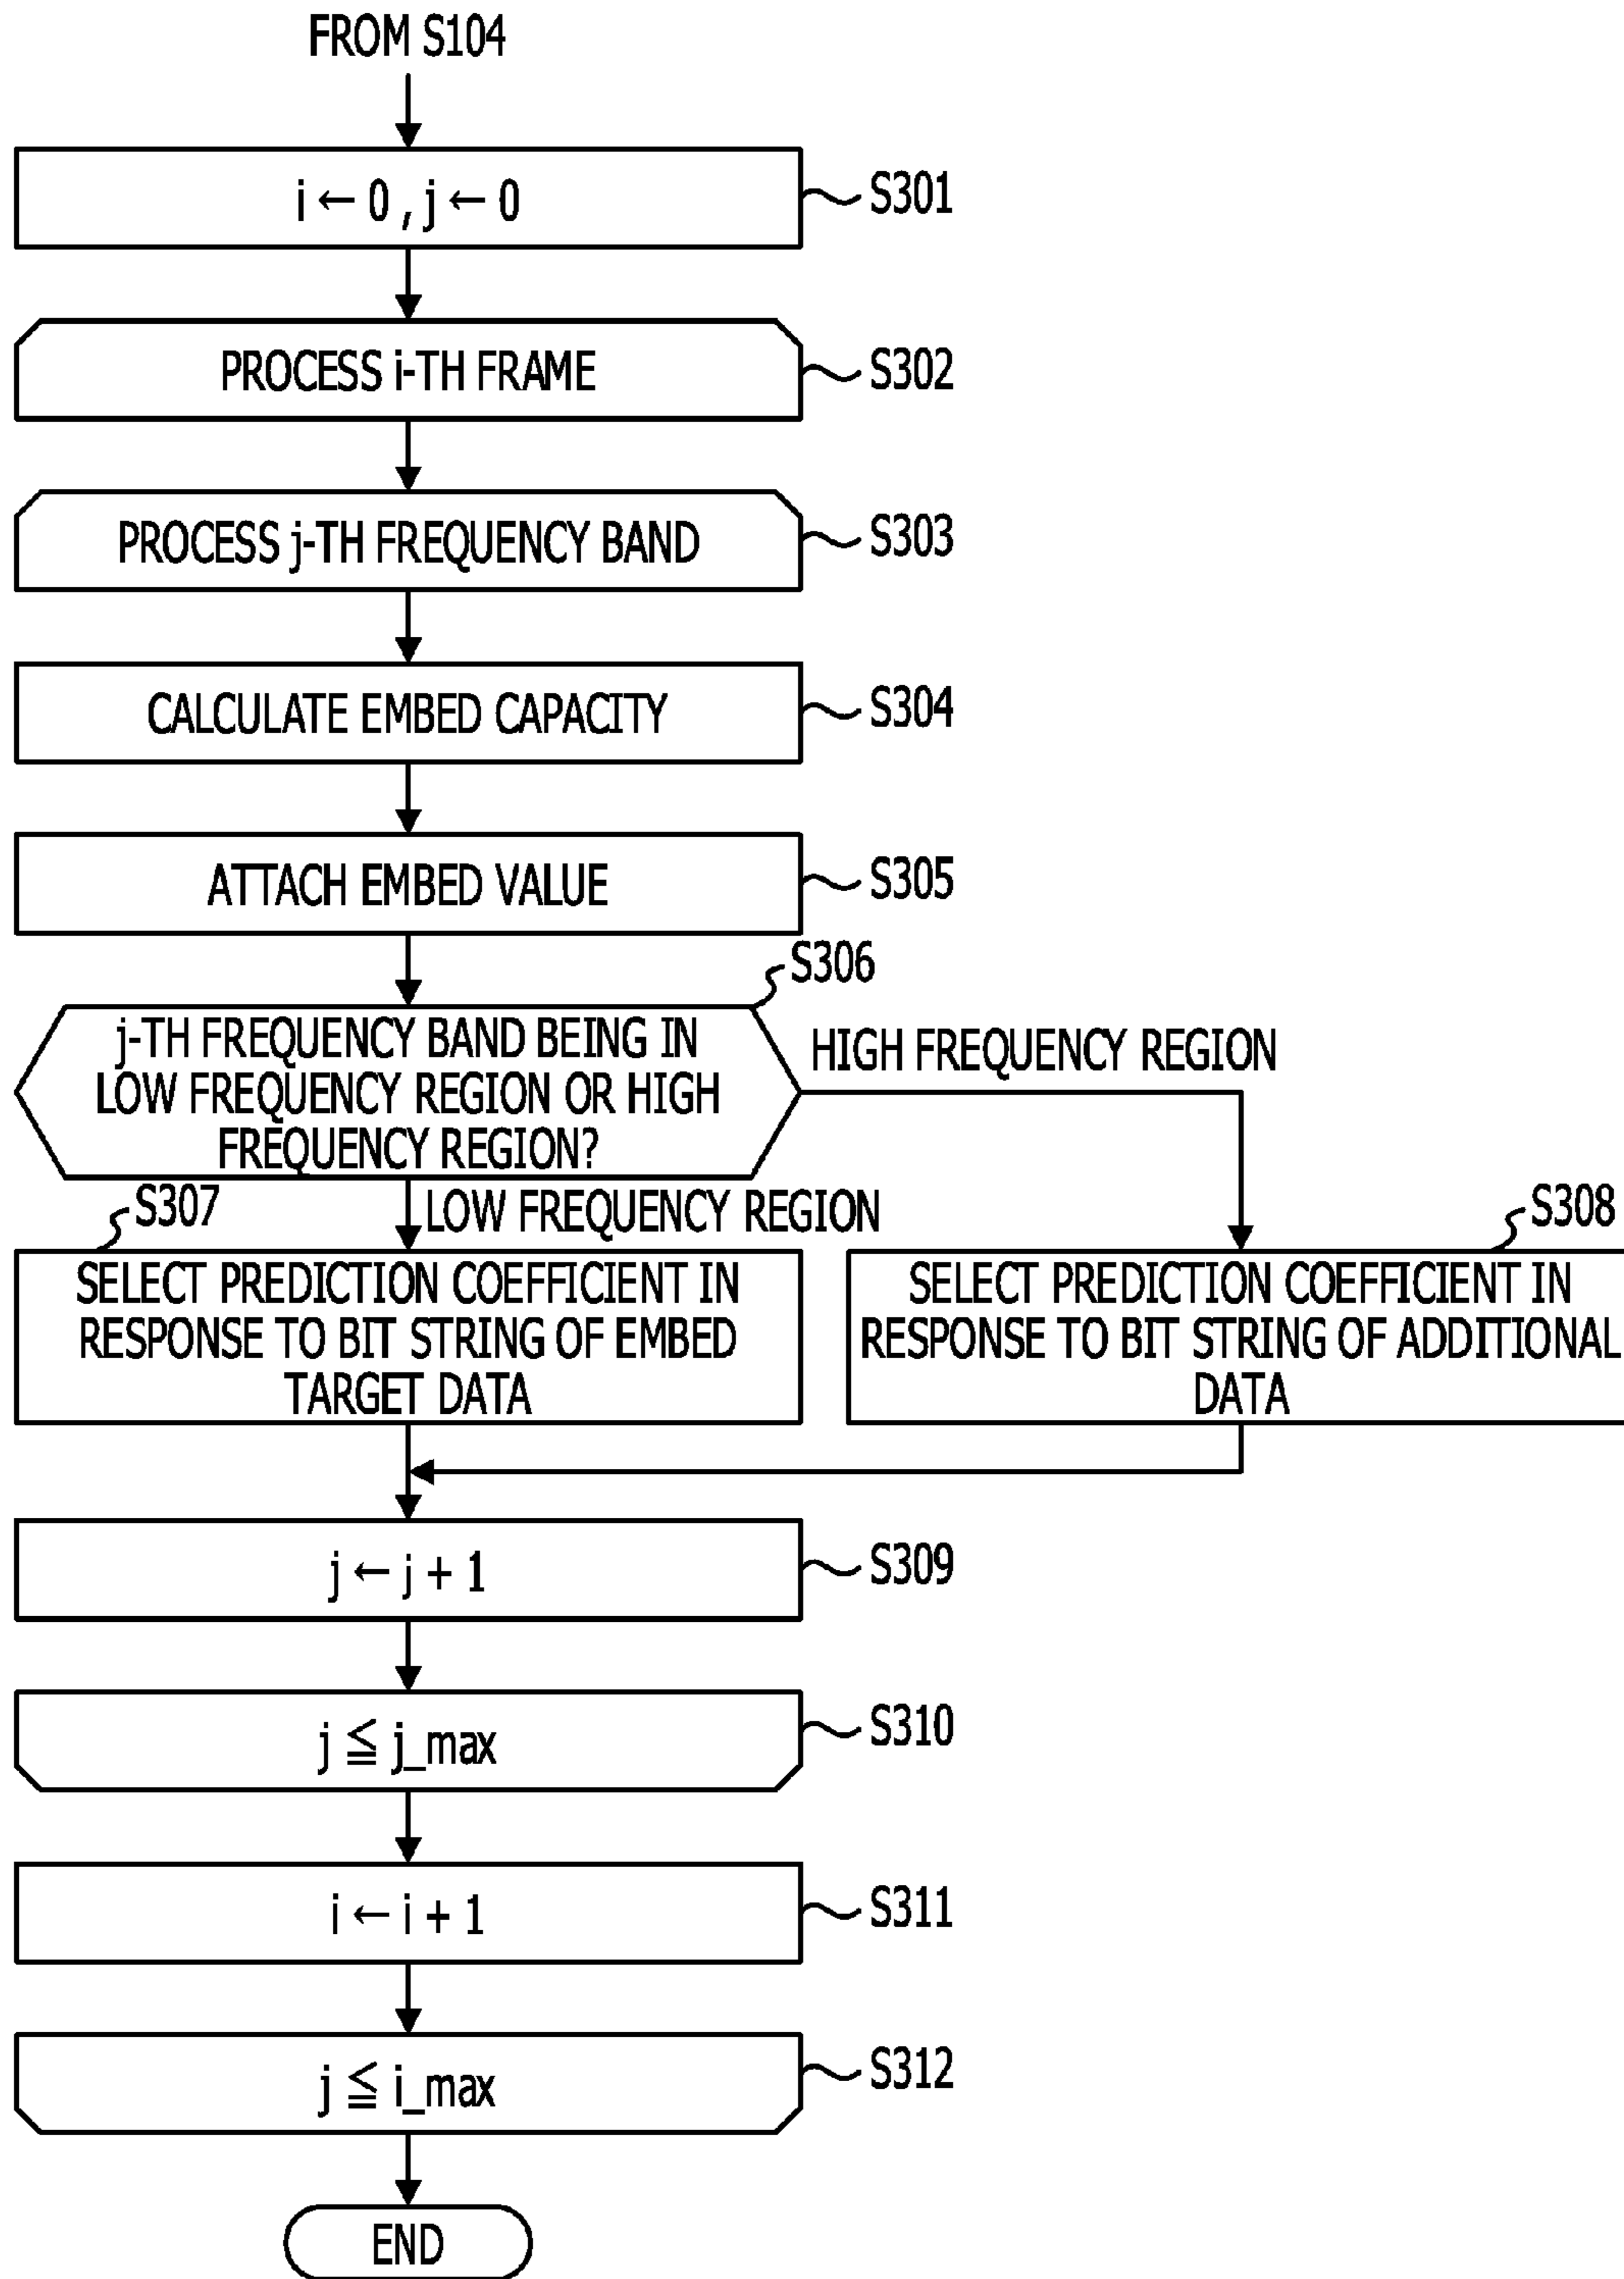 FROM S104
i ← 0 , j ← 0
S301
PROCESS i-TH FRAME
S302
PROCESS j-TH FREQUENCY BAND
S303
CALCULATE EMBED CAPACITY
S304
ATTACH EMBED VALUE
S305
S306
j-TH FREQUENCY BAND BEING IN
LOW FREQUENCY REGION OR HIGH
FREQUENCY REGION?
HIGH FREQUENCY REGION
S307
LOW FREQUENCY REGION
S308
SELECT PREDICTION COEFFICIENT IN
RESPONSE TO BIT STRING OF EMBED
TARGET DATA
SELECT PREDICTION COEFFICIENT IN
RESPONSE TO BIT STRING OF ADDITIONAL
DATA
j ← j + 1
S309
j ≦ j_max
S310
i ← i + 1
S311
j ≦ i_max
S312
END